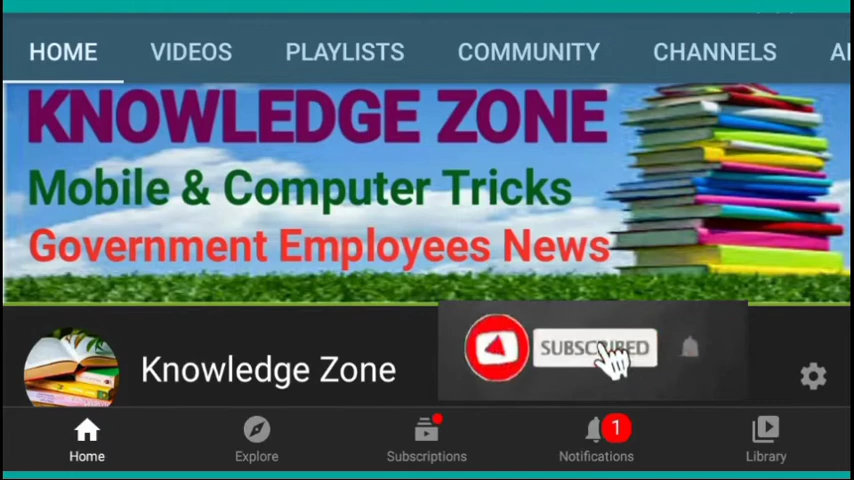 HOME VIDEOS PLAYLISTS COMMUNITY CHANNELS
KNOWLEDGE ZONE
Mobile & Computer Tricks
Government Employees News
SUBSCRIBED
Knowledge Zone
1
Home Explore Subscriptions Notifications Library